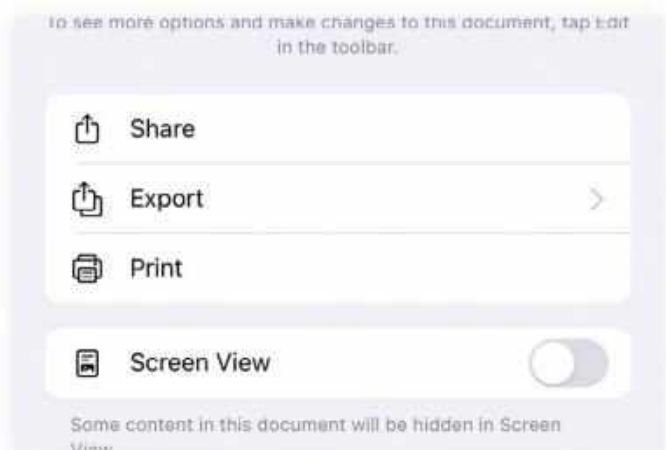 To see more options and make changes to this document, tap Edit
in the toolbar.
Share
Export
Print
Screen View
Some content in this document will be hidden in Screen
View.